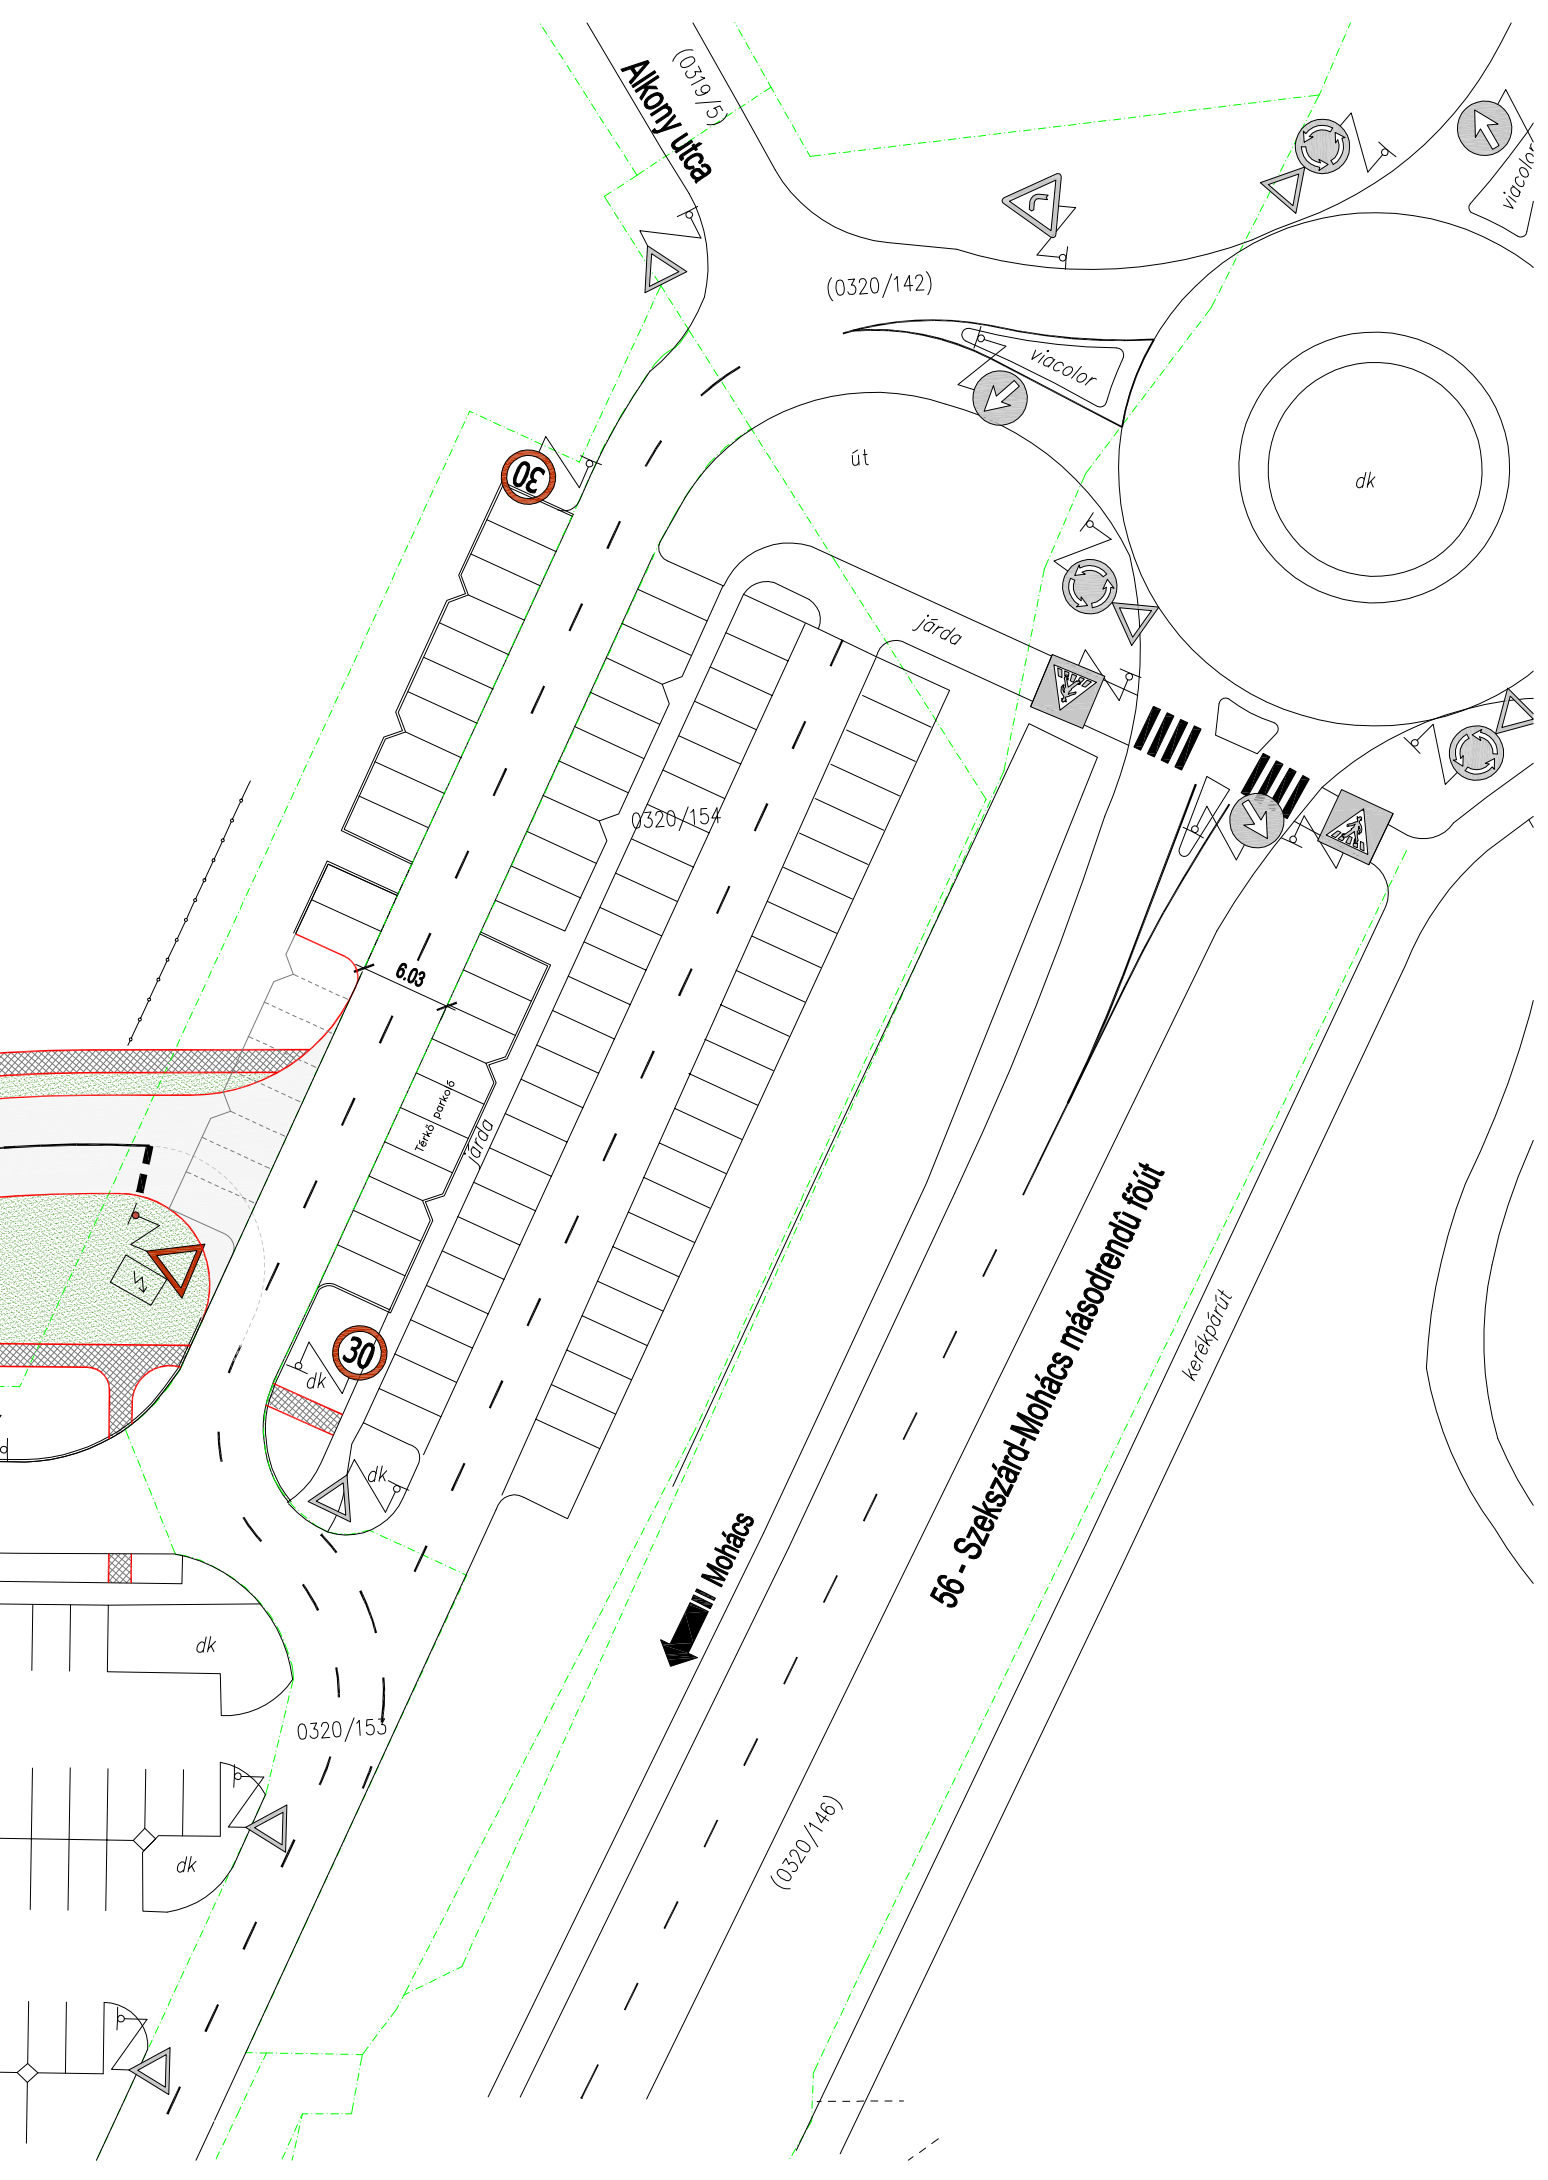 Alkony utca
(0319/5)
viacolor
(0320/142)
viacolor
út
dk
30
járda
0320/154
6.03
Térkő parkoló
járda
30
dk
dk
56 - Szekszárd-Mohács másodrendû fõút
kerékpárút
Mohács
dk
0320/153
(0320/146)
dk